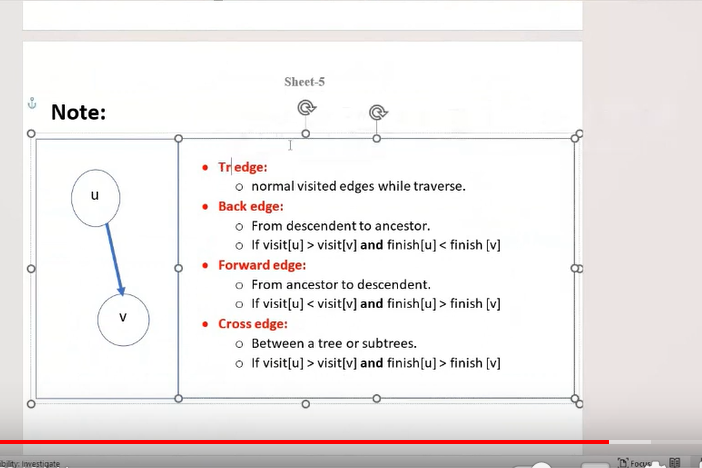 Sheet-5
Note:
u
v
• Tr edge:
o normal visited edges while traverse.
• Back edge:
o From descendent to ancestor.
o If visit[u] > visit[v] and finish[u] < finish [v]
• Forward edge:
o From ancestor to descendent.
o If visit[u] < visit[v] and finish[u] > finish [v]
• Cross edge:
o Between a tree or subtrees.
o If visit[u] > visit[v] and finish[u] > finish [v]
bility: Investigate
Focus